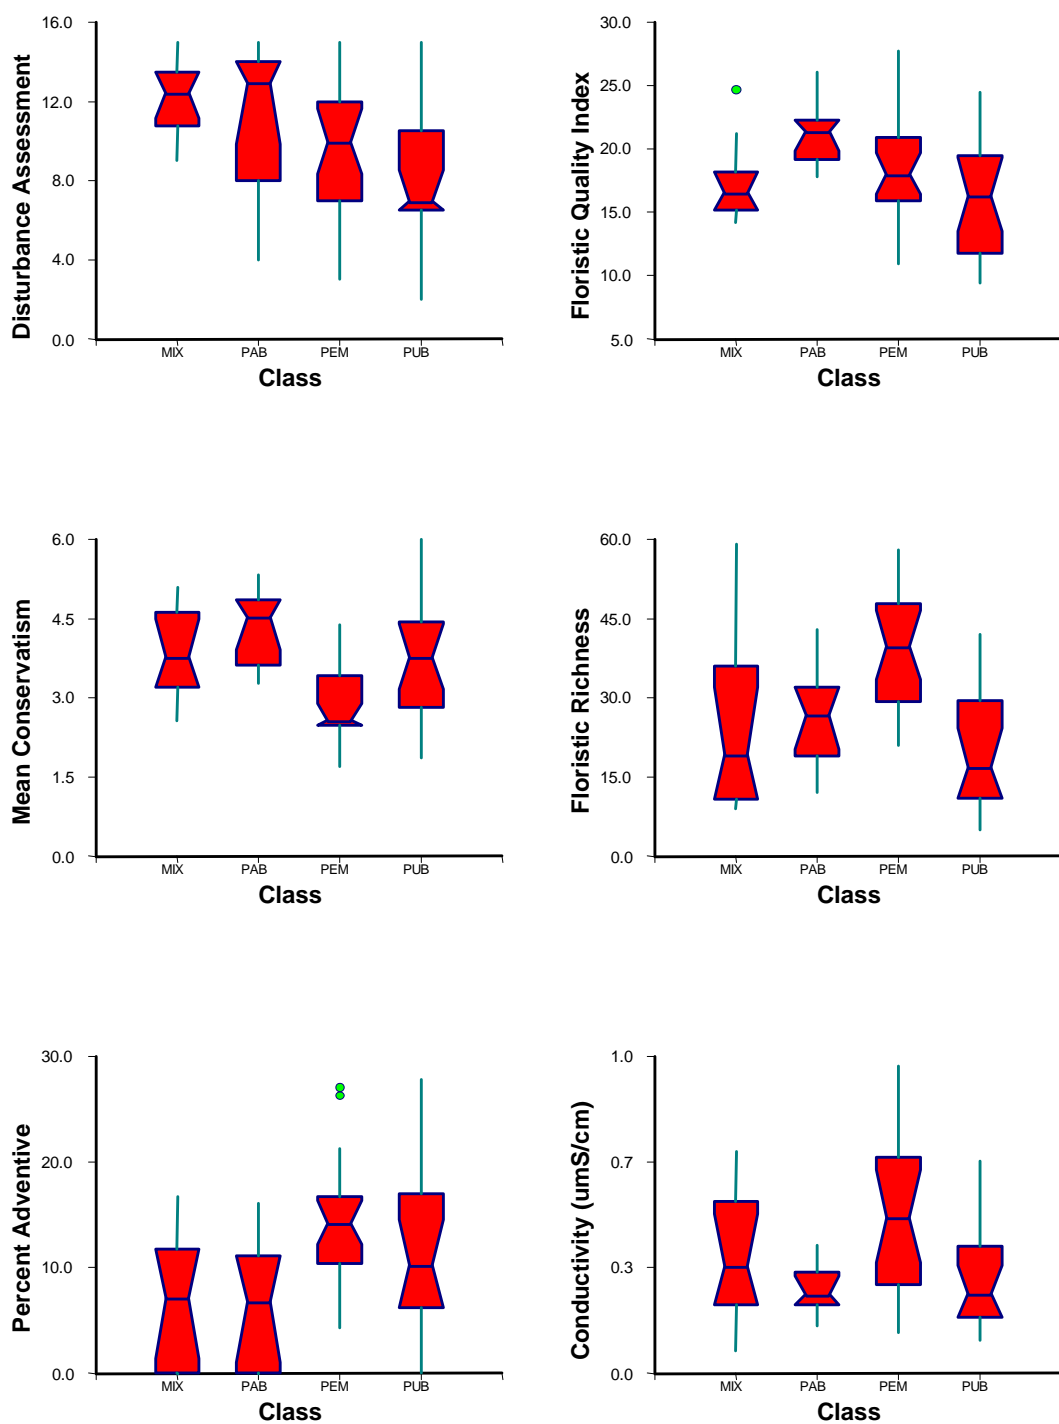 Disturbance Assessment
16.0
12.0
8.0
4.0
0.0
MIX PAB PEM PUB
Class
Floristic Quality Index
30.0
25.0
20.0
15.0
10.0
5.0
MIX PAB PEM PUB
Class
Mean Conservatism
6.0
4.5
3.0
1.5
0.0
MIX PAB PEM PUB
Class
Floristic Richness
60.0
45.0
30.0
15.0
0.0
MIX PAB PEM PUB
Class
Percent Adventive
30.0
20.0
10.0
0.0
MIX PAB PEM PUB
Class
Conductivity (umS/cm)
1.0
0.7
0.3
0.0
MIX PAB PEM PUB
Class